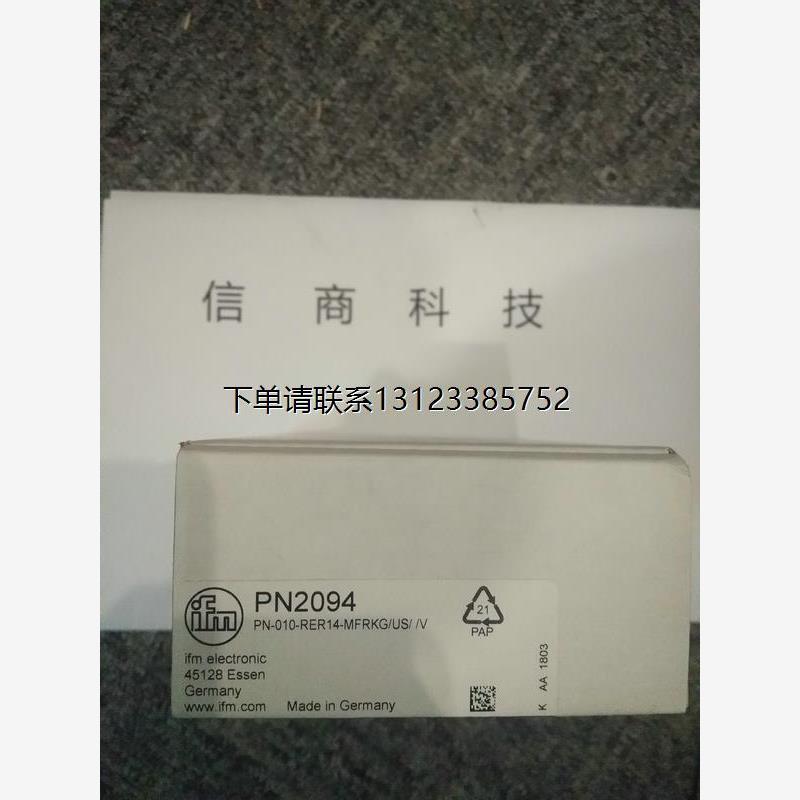 信商科技
下单请联系13123385752
ifm
PN2094
PN-010-RER14-MFRKG/US/ /V
21
PAP
ifm electronic
45128 Essen
Germany
www.ifm.com Made in Germany
K AA 1803